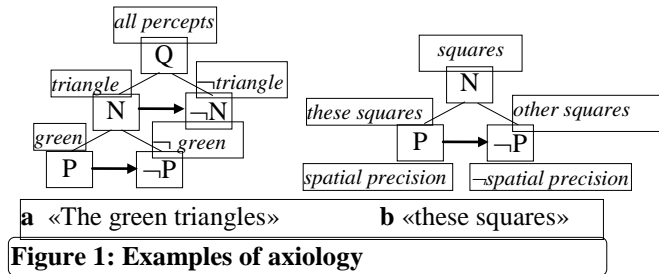 all percepts
Q
triangle ¬triangle
N ¬N
green ¬ green
P ¬P
squares
N
these squares other squares
P ¬P
spatial precision ¬spatial precision
a «The green triangles» b «these squares»
Figure 1: Examples of axiology